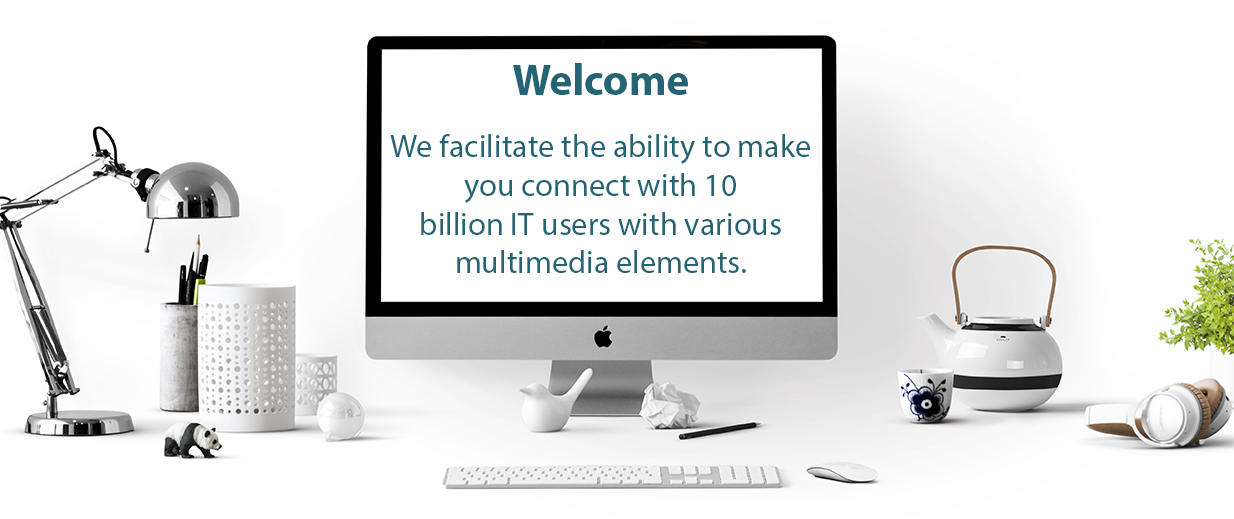 Welcome
We facilitate the ability to make
you connect with 10
billion IT users with various
multimedia elements.